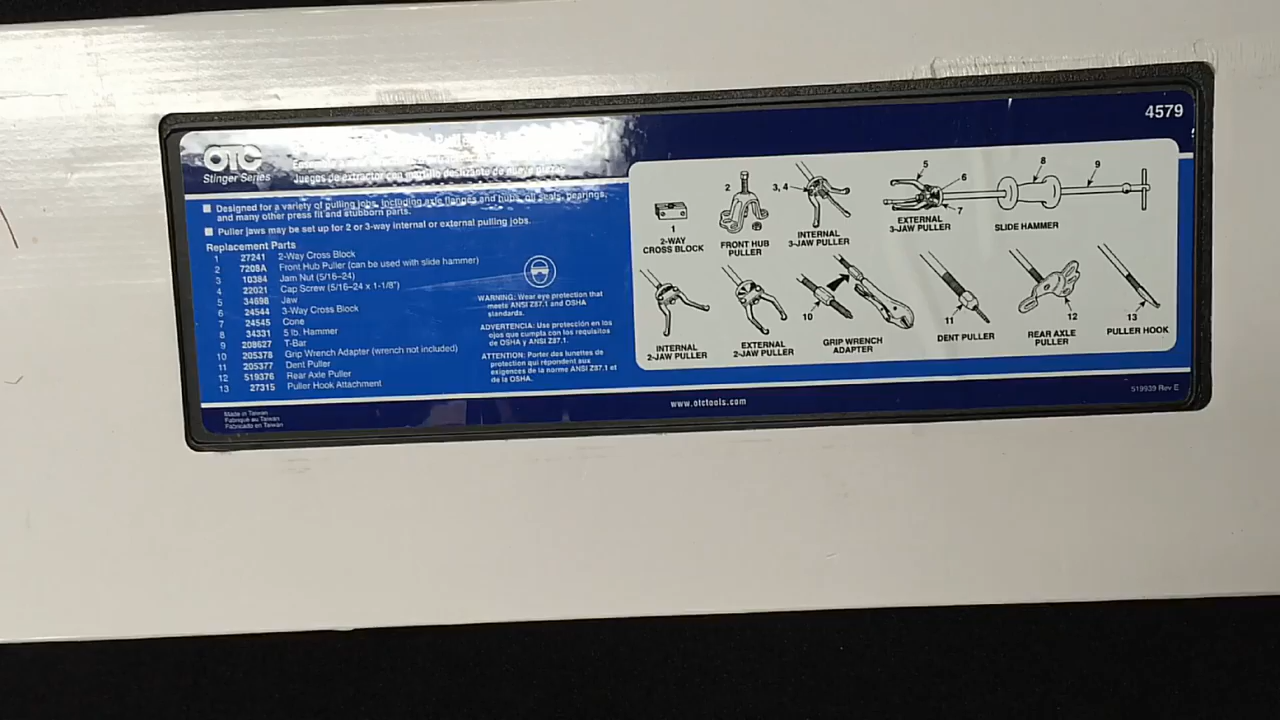 4579
OTC
Stinger Series
Juegos de extractor con martillo deslizante de nueve
Designed for a variety of pulling jobs, including axle flanges and hubs, oil seals, bearings,
and many other press fit and stubborn parts.
Puller jaws may be set up for 2 or 3-way internal or external pulling jobs.
Replacement Parts
1 27241 2-Way Cross Block
2 7208A Front Hub Puller (can be used with slide hammer)
3 10384 Jam Nut (5/16–24)
4 22021 Cap Screw (5/16–24 x 1-1/8")
5 34698 Jaw
6 24544 3-Way Cross Block
7 24545 Cone
8 34331 5 lb. Hammer
9 208627 T-Bar
10 205378 Grip Wrench Adapter (wrench not included)
11 205377 Dent Puller
12 519376 Rear Axle Puller
13 27315 Puller Hook Attachment
WARNING: Wear eye protection that
meets ANSI Z87.1 and OSHA
standards.
ADVERTENCIA: Use protección en los
ojos que cumpla con los requisitos
de OSHA y ANSI Z87.1.
ATTENTION: Porter des lunettes de
protection qui répondent aux
exigences de la norme ANSI Z87.1 et
de la OSHA.
1
2-WAY
CROSS BLOCK
2
FRONT HUB
PULLER
3, 4
INTERNAL
3-JAW PULLER
5
6
7
EXTERNAL
3-JAW PULLER
8
9
SLIDE HAMMER
INTERNAL
2-JAW PULLER
EXTERNAL
2-JAW PULLER
10
GRIP WRENCH
ADAPTER
11
DENT PULLER
12
REAR AXLE
PULLER
13
PULLER HOOK
Made in Taiwan
Fabriqué au Taiwan
Fabricado en Taiwán
www.otctools.com
519939 Rev E